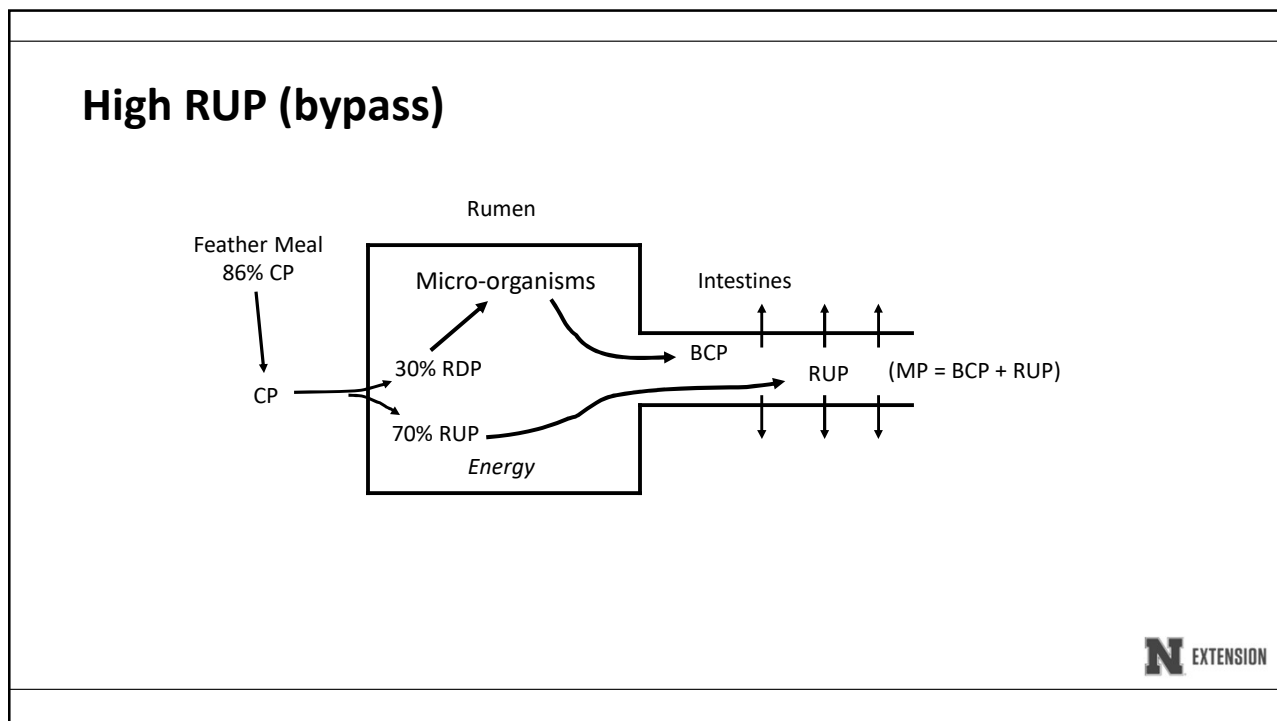 High RUP (bypass)
Rumen
Feather Meal
86% CP
Micro-organisms
Intestines
BCP
30% RDP
RUP
(MP = BCP + RUP)
CP
70% RUP
Energy
N EXTENSION